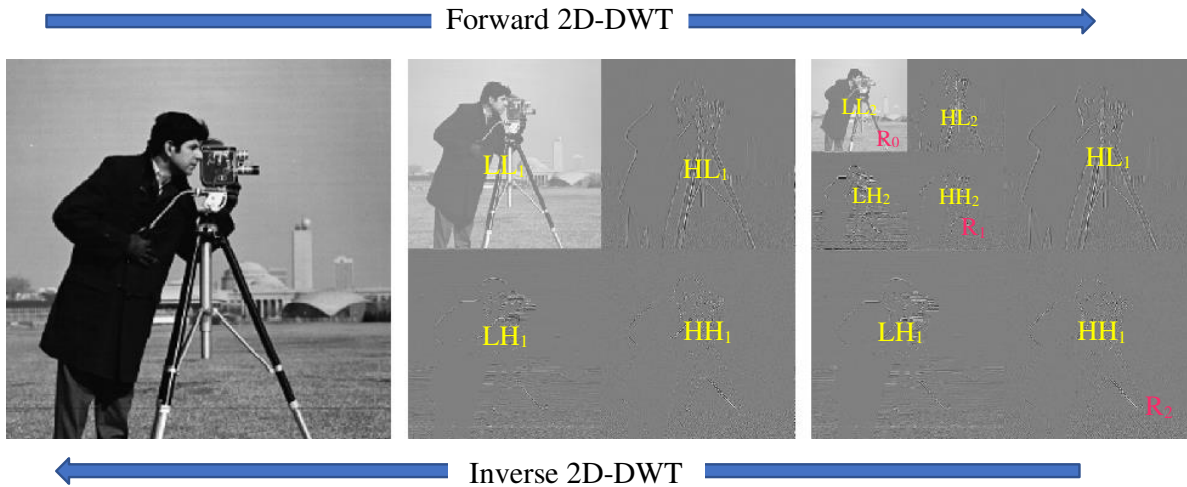 Forward 2D-DWT
LL₁
HL₁
LH₁
HH₁
LL₂
R₀
HL₂
LH₂
HH₂
R₁
HL₁
LH₁
HH₁
R₂
Inverse 2D-DWT